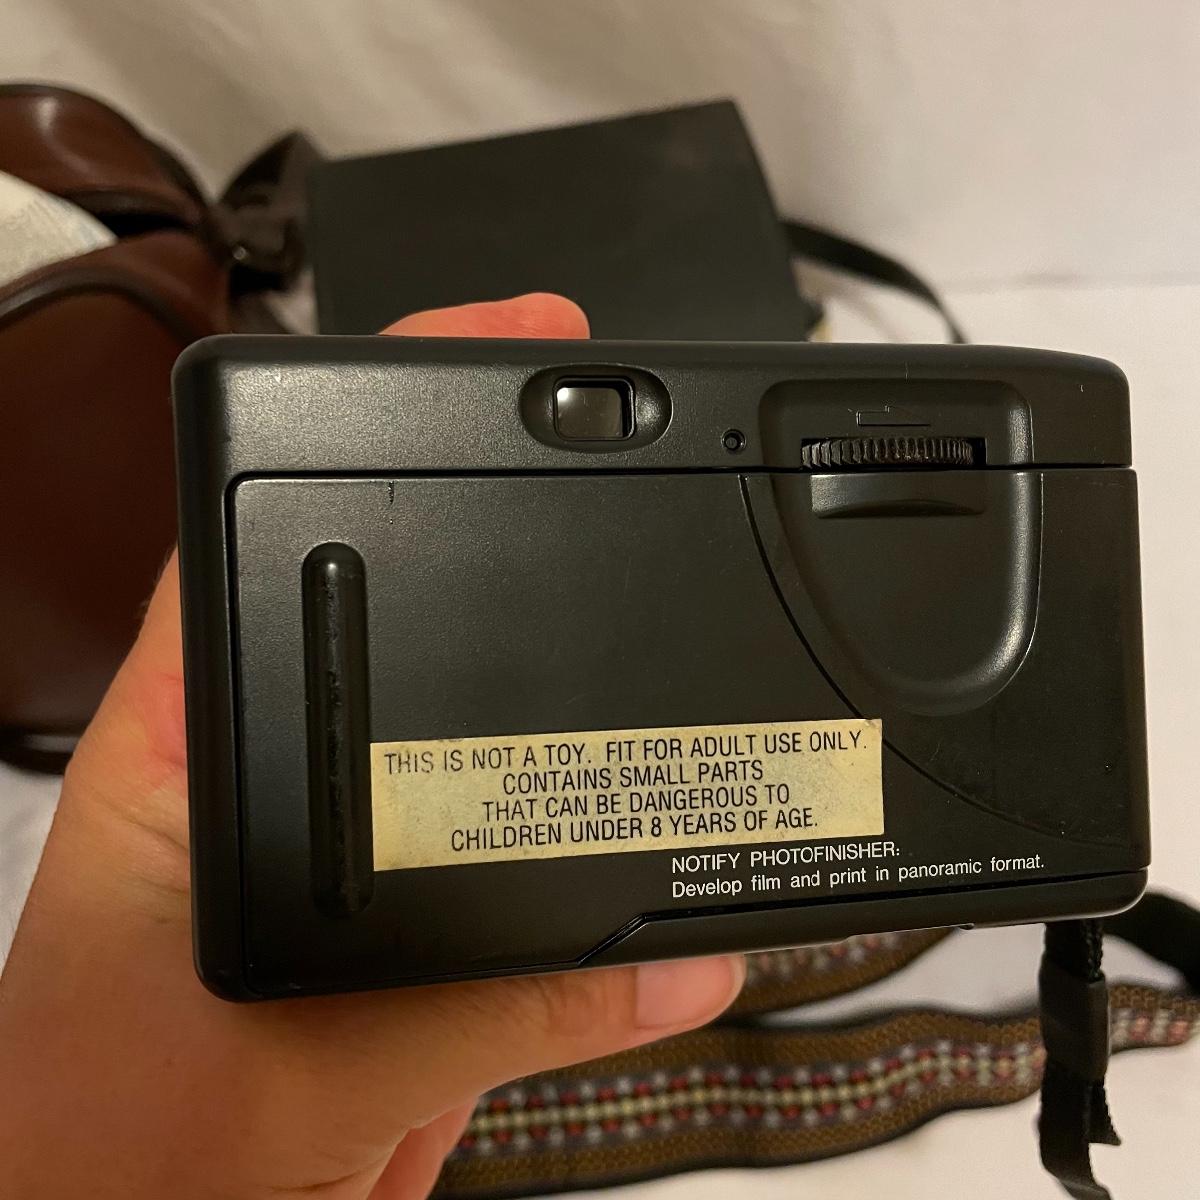 THIS IS NOT A TOY. FIT FOR ADULT USE ONLY.
CONTAINS SMALL PARTS
THAT CAN BE DANGEROUS TO
CHILDREN UNDER 8 YEARS OF AGE.
NOTIFY PHOTOFINISHER:
Develop film and print in panoramic format.